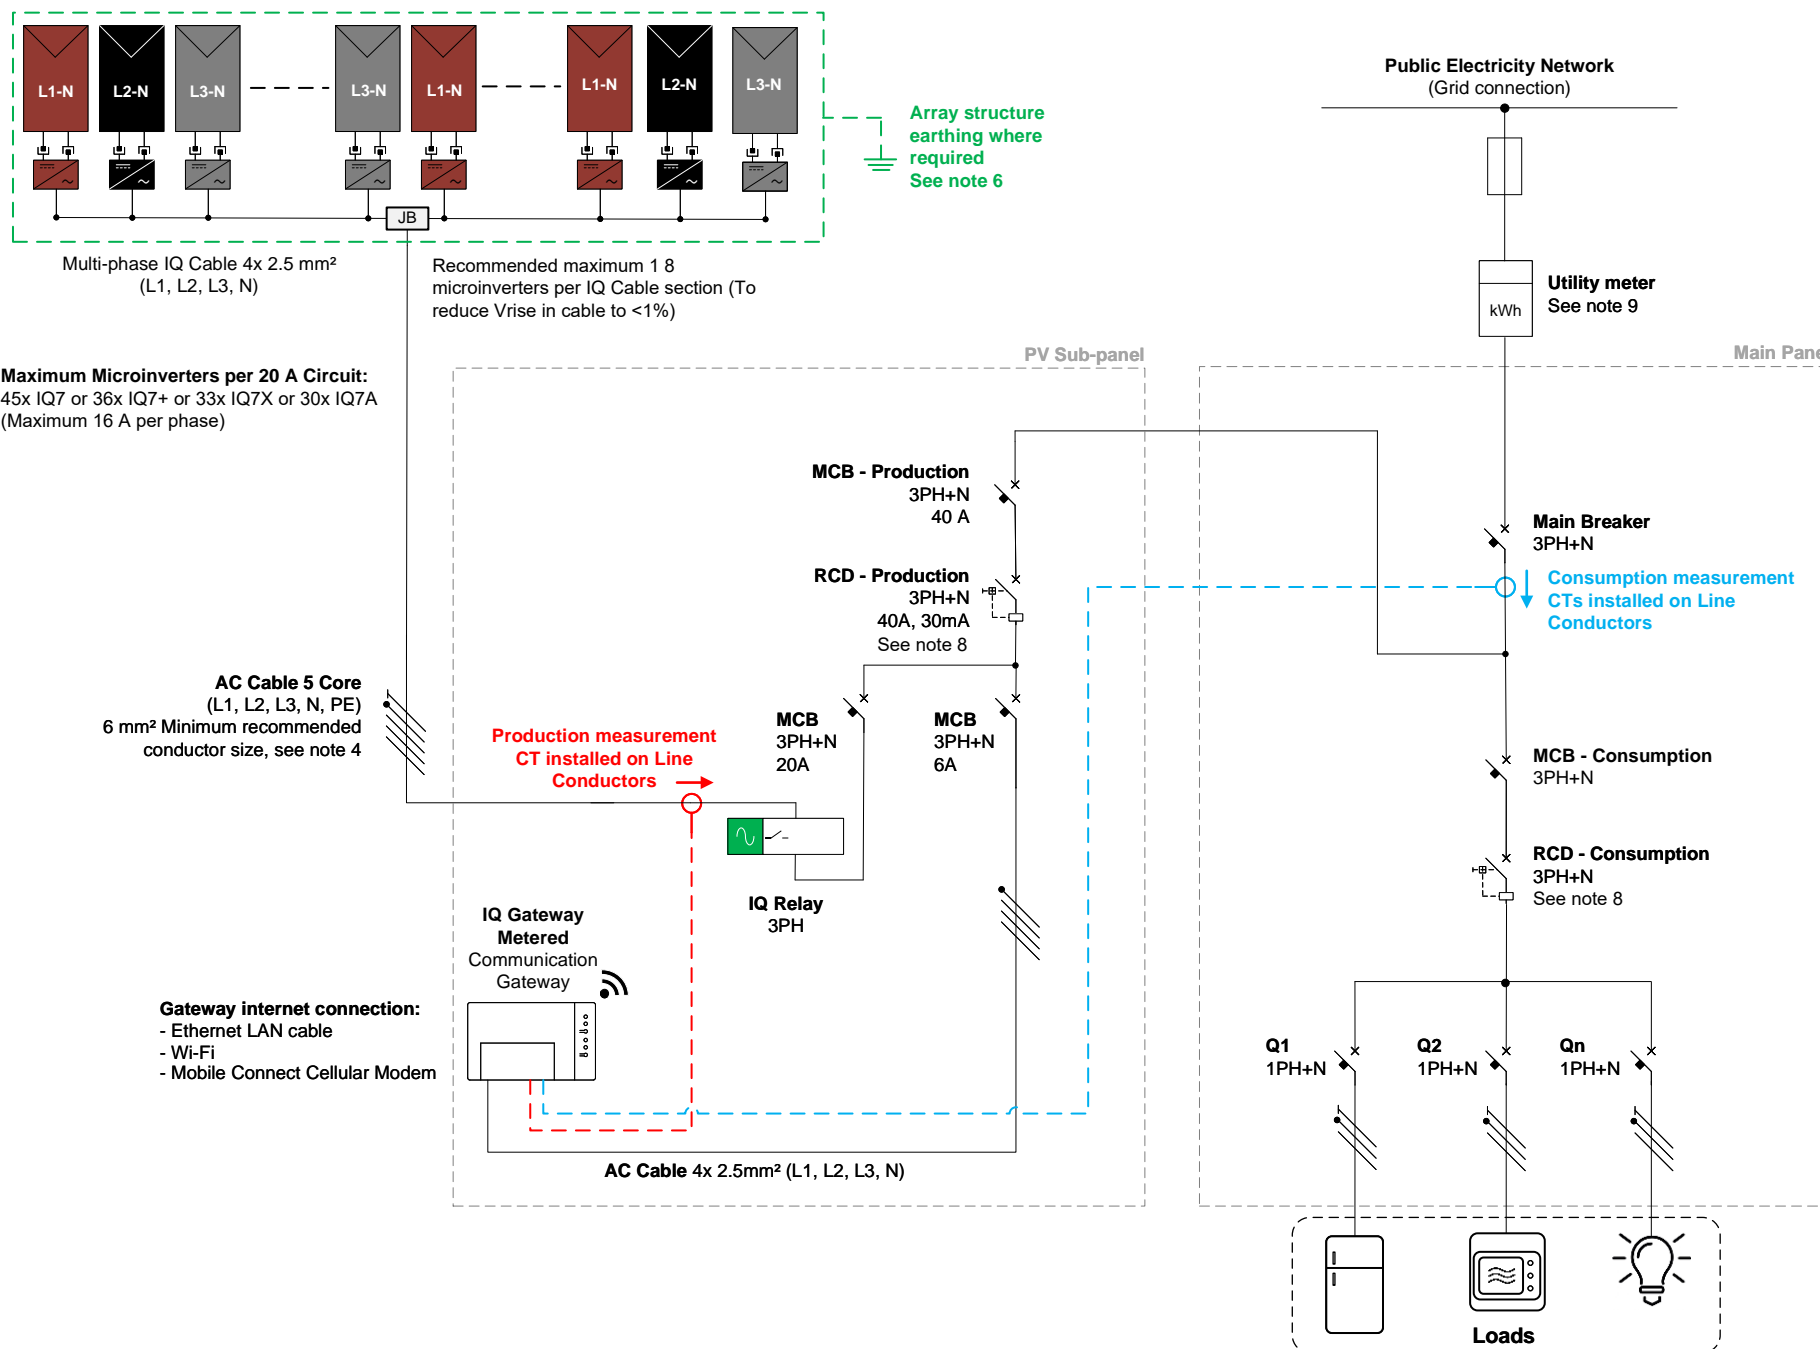 L1-N
L2-N
L3-N
L3-N
L1-N
L1-N
L2-N
L3-N
JB
Array structure
earthing where
required
See note 6
Multi-phase IQ Cable 4x 2.5 mm²
(L1, L2, L3, N)
Recommended maximum 1 8
microinverters per IQ Cable section (To
reduce Vrise in cable to <1%)
Public Electricity Network
(Grid connection)
kWh
Utility meter
See note 9
Maximum Microinverters per 20 A Circuit:
45x IQ7 or 36x IQ7+ or 33x IQ7X or 30x IQ7A
(Maximum 16 A per phase)
PV Sub-panel
Main Pane
MCB - Production
3PH+N
40 A
RCD - Production
3PH+N
40A, 30mA
See note 8
Main Breaker
3PH+N
Consumption measurement
CTs installed on Line
Conductors
AC Cable 5 Core
(L1, L2, L3, N, PE)
6 mm² Minimum recommended
conductor size, see note 4
Production measurement
CT installed on Line
Conductors
MCB
3PH+N
20A
MCB
3PH+N
6A
MCB - Consumption
3PH+N
RCD - Consumption
3PH+N
See note 8
IQ Relay
3PH
IQ Gateway
Metered
Communication
Gateway
Gateway internet connection:
- Ethernet LAN cable
- Wi-Fi
- Mobile Connect Cellular Modem
AC Cable 4x 2.5mm² (L1, L2, L3, N)
Q1
1PH+N
Q2
1PH+N
Qn
1PH+N
Loads